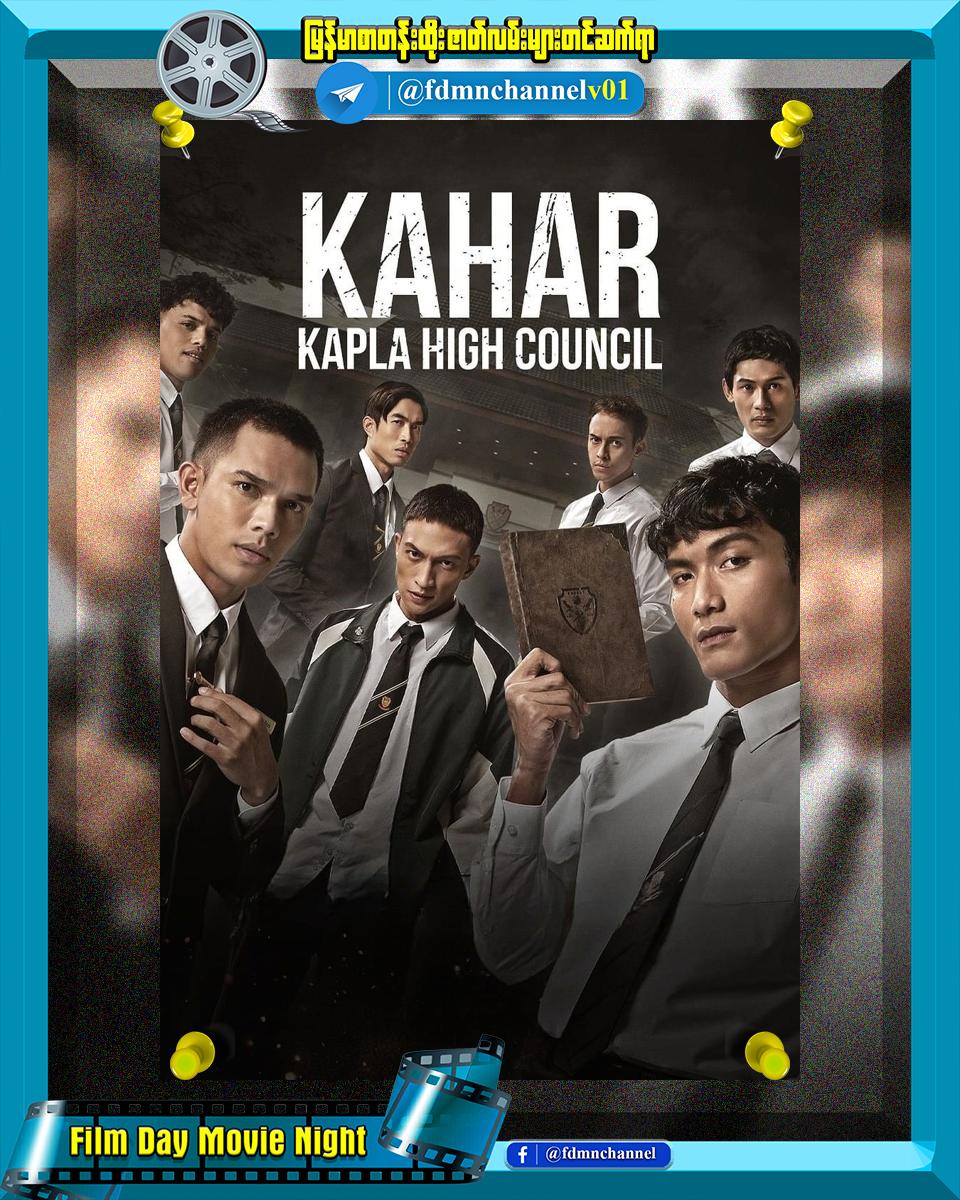 မြန်မာစာတန်းထိုးဇာတ်လမ်းများတင်ဆက်ရာ
@fdmnchannelv01
KAHAR
KAPLA HIGH COUNCIL
Film Day Movie Night
@fdmnchannel